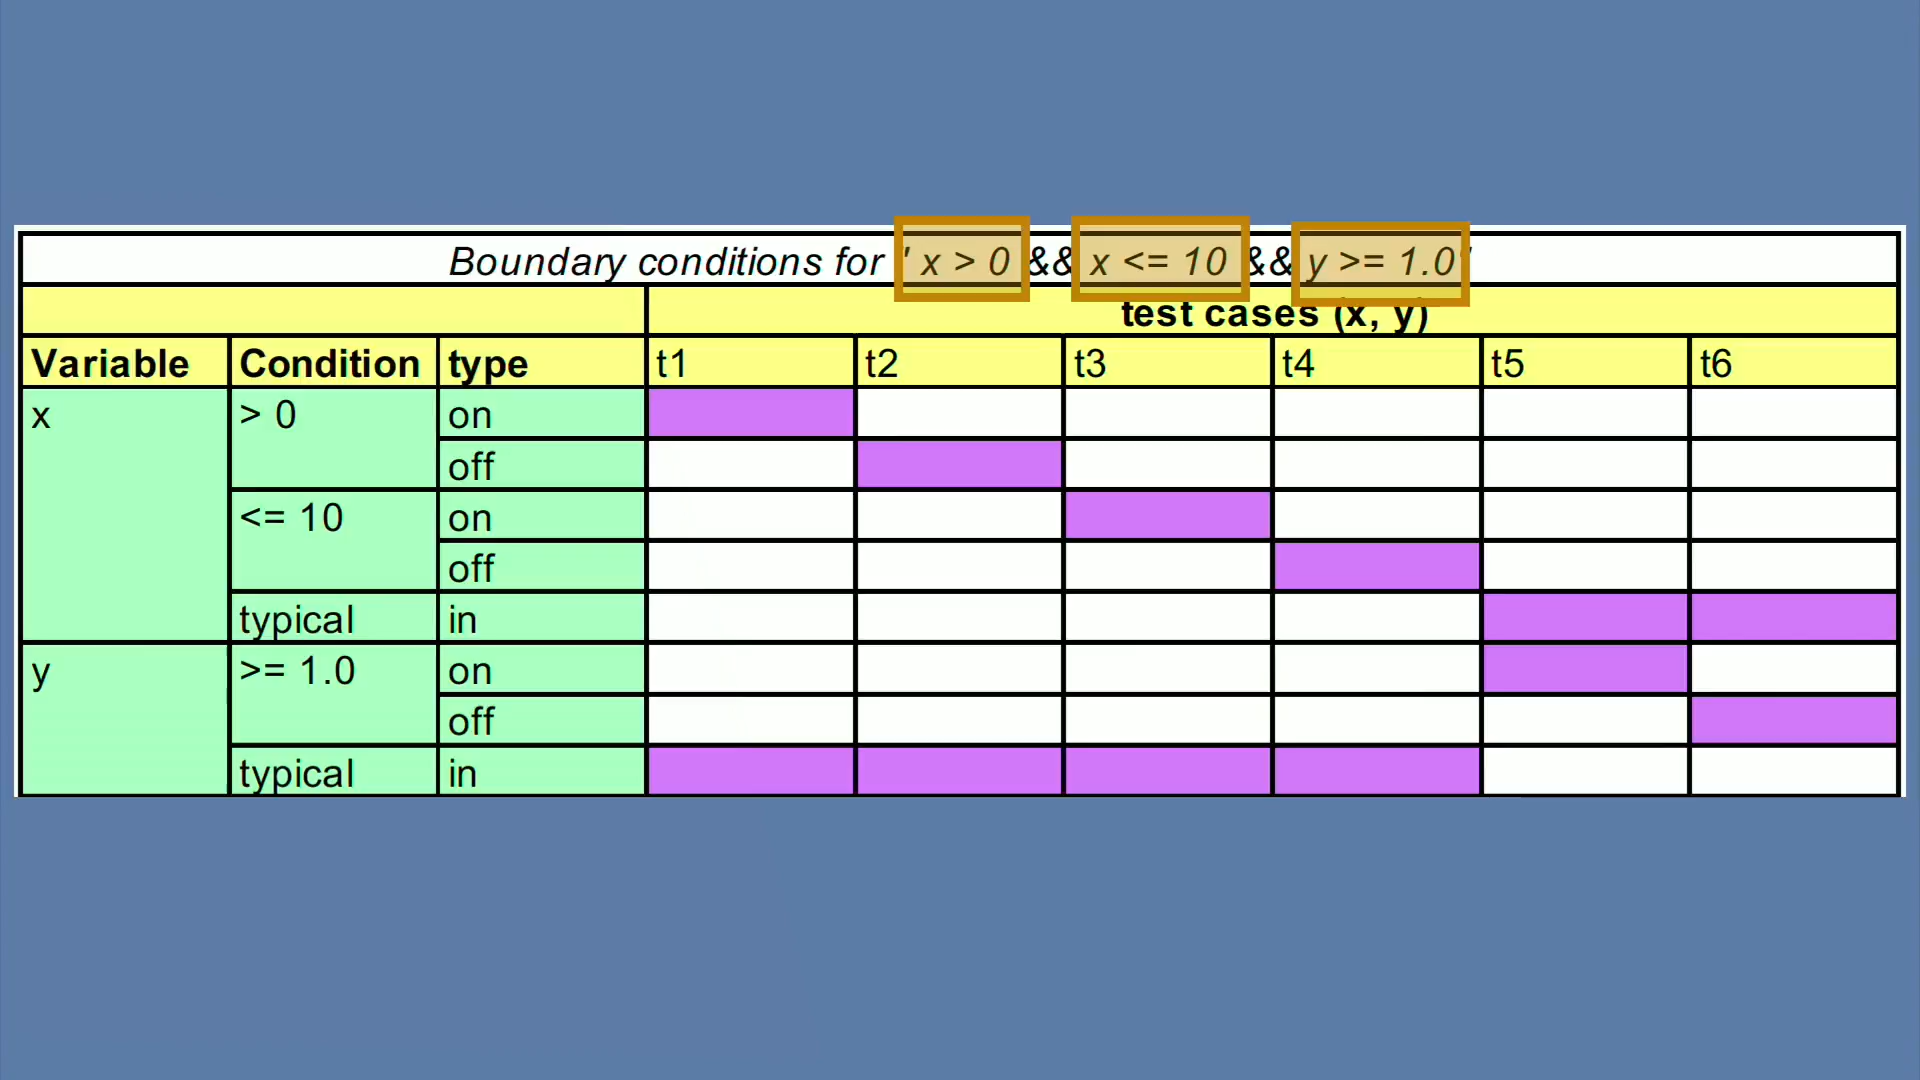 Boundary conditions for ' x > 0 && x <= 10 && y >= 1.0'
test cases (x, y)
Variable Condition type t1 t2 t3 t4 t5 t6
x > 0 on
off
<= 10 on
off
typical in
y >= 1.0 on
off
typical in